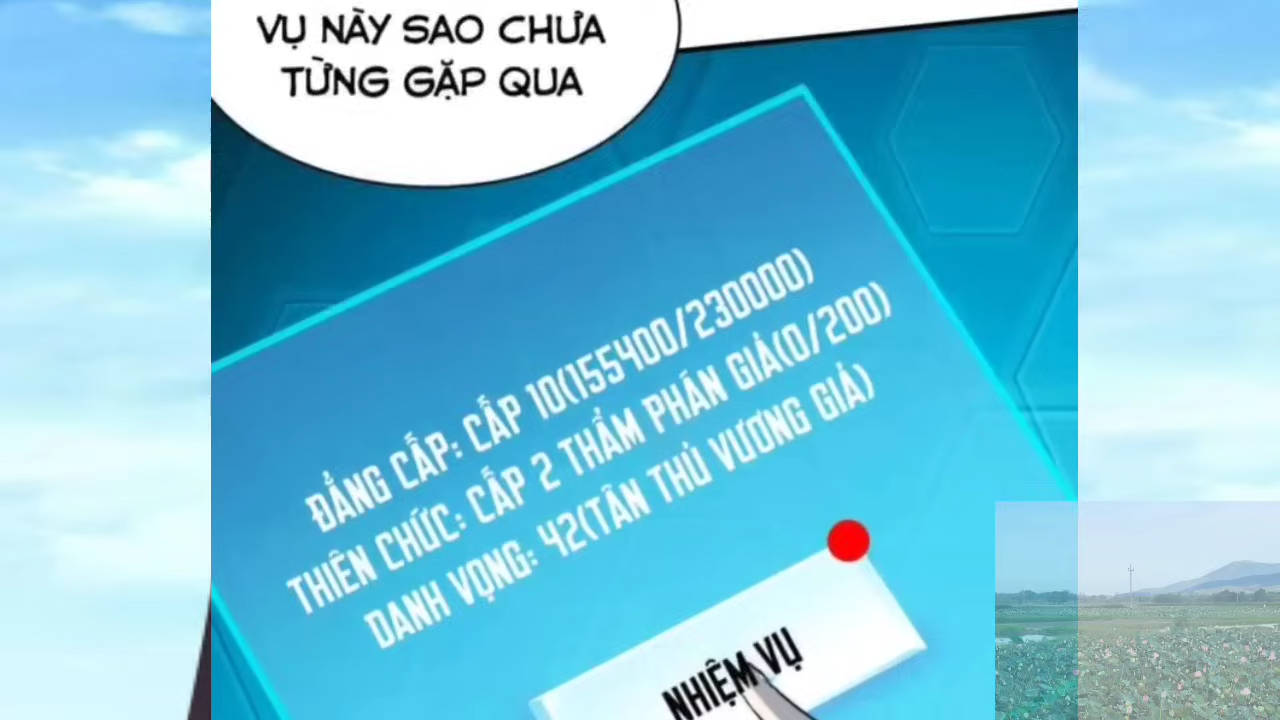 VỤ NÀY SAO CHƯA
TỪNG GẶP QUA
ĐẲNG CẤP: CẤP 10(155400/230000)
THIÊN CHỨC: CẤP 2 THẨM PHÁN GIẢ(0/200)
DANH VỌNG: 42(TÂN THỦ VƯƠNG GIẢ)
NHIỆM VỤ